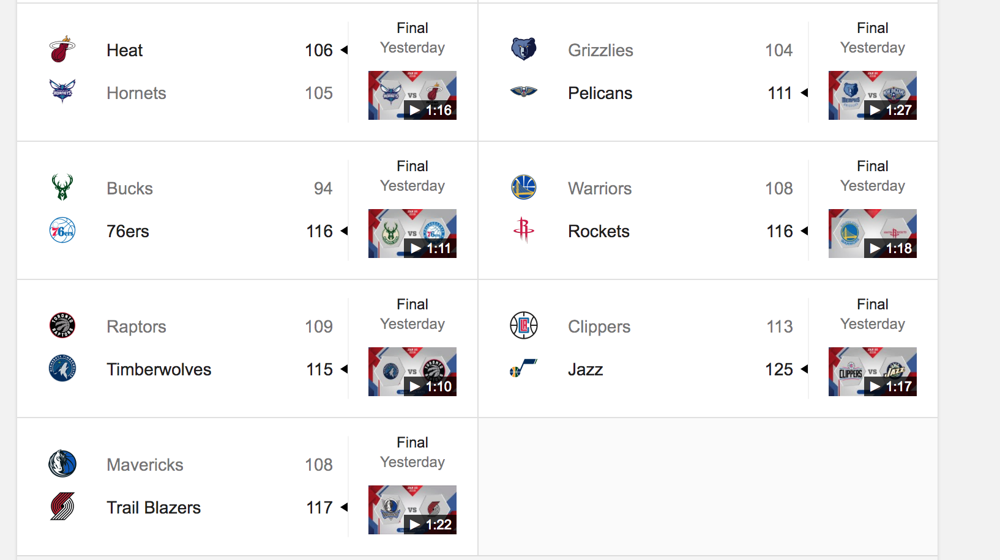 Final
Heat 106
Yesterday
Hornets 105
VS
1:16
Final
Grizzlies 104
Yesterday
Pelicans 111
VS
1:27
Final
Bucks 94
Yesterday
76ers 116
VS
1:11
Final
Warriors 108
Yesterday
Rockets 116
1:18
Final
Raptors 109
Yesterday
Timberwolves 115
VS
1:10
Final
Clippers 113
Yesterday
Jazz 125
CLIPPERS VS JAZZ
1:17
Final
Mavericks 108
Yesterday
Trail Blazers 117
VS
1:22